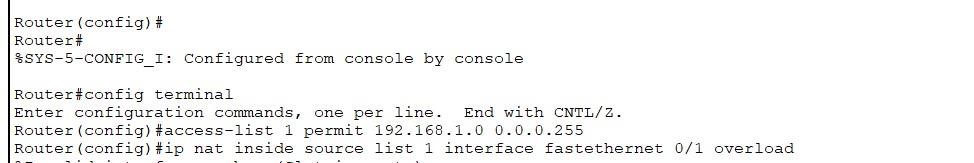 Router(config)#
Router#
%SYS-5-CONFIG_I: Configured from console by console
Router#config terminal
Enter configuration commands, one per line.  End with CNTL/Z.
Router(config)#access-list 1 permit 192.168.1.0 0.0.0.255
Router(config)#ip nat inside source list 1 interface fastethernet 0/1 overload